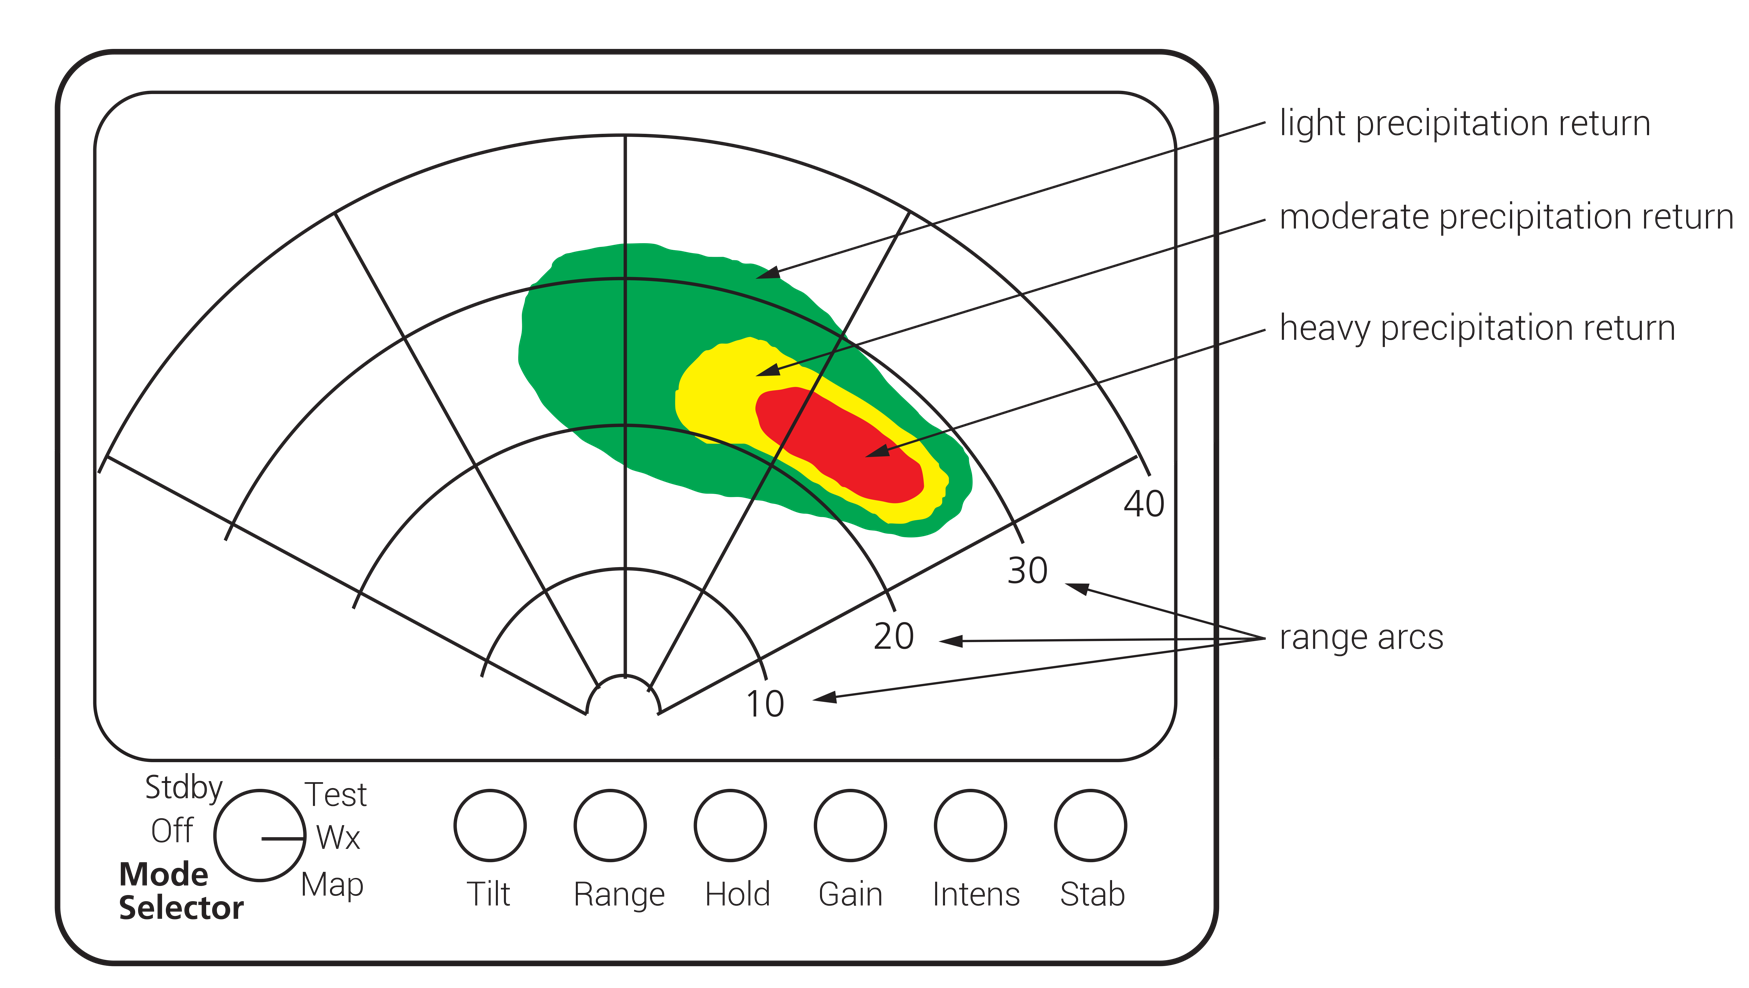 light precipitation return
moderate precipitation return
heavy precipitation return
40
30
20
range arcs
10
Stdby
Test
Off
Wx
Mode
Selector
Map
Tilt
Range
Hold
Gain
Intens
Stab